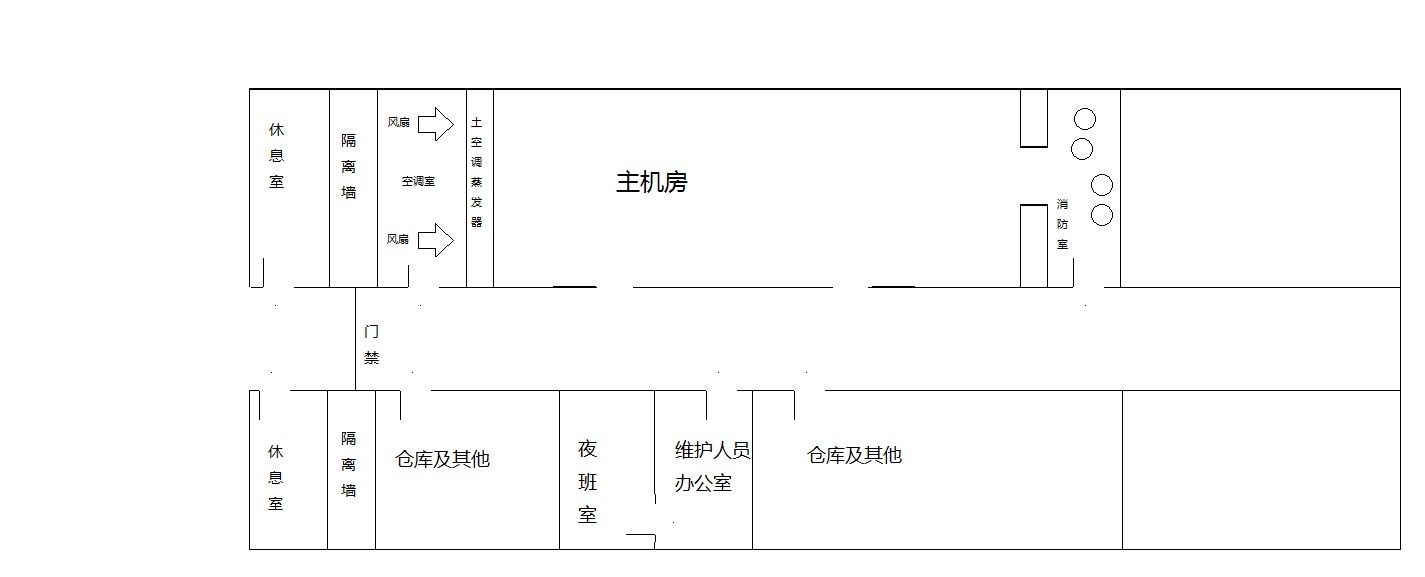 休息室
隔离墙
风扇
空调室
风扇
土空调蒸发器
主机房
消防室
门禁
休息室
隔离墙
仓库及其他
夜班室
维护人员
办公室
仓库及其他